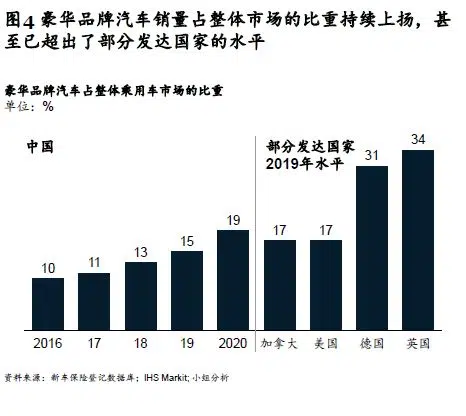 图4 豪华品牌汽车销量占整体市场的比重持续上扬，甚
至已超出了部分发达国家的水平
豪华品牌汽车占整体乘用车市场的比重
单位：%
中国
部分发达国家
2019年水平
10 11 13 15 19 17 17 31 34
2016 17 18 19 2020 加拿大 美国 德国 英国
资料来源：新车保险登记数据库；IHS Markit; 小组分析